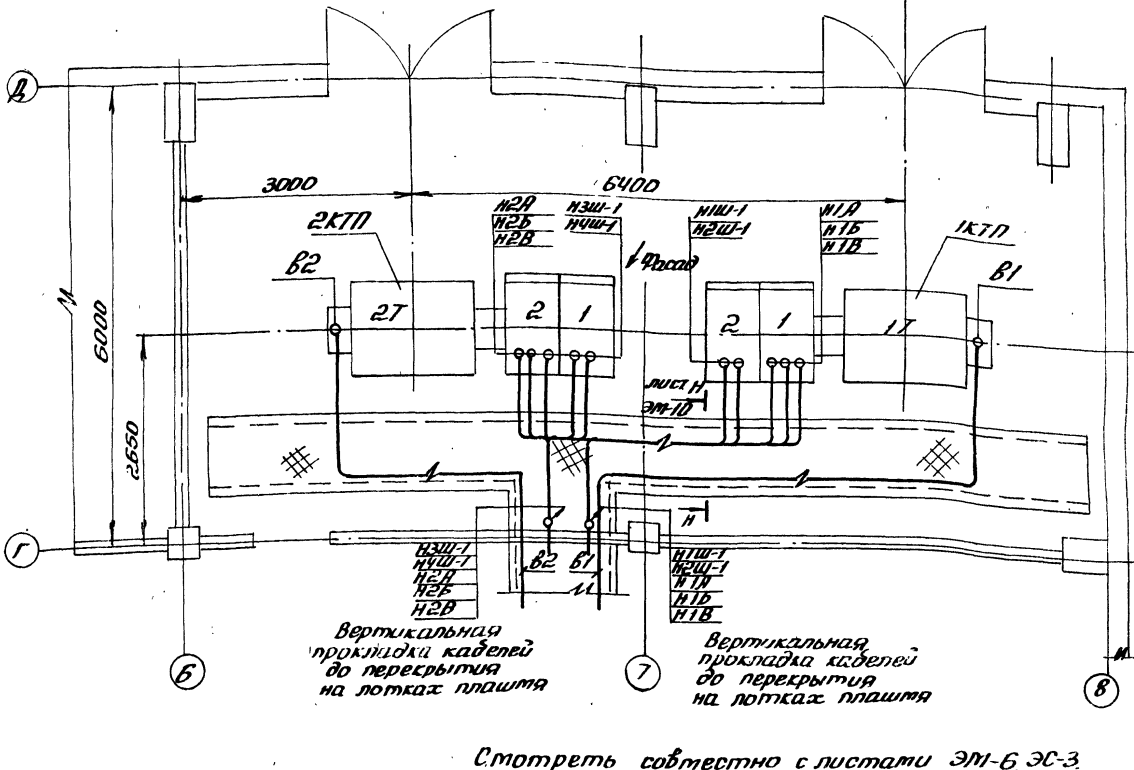 Д
3000
6400
6000
2650
2КТП
В2
2Т
Н2А
Н2Б
Н2В
Н3Ш-1
Н4Ш-1
Фасад
Н1Ш-1
Н2Ш-1
Н1А
Н1Б
Н1В
1КТП
В1
1Т
2
1
2
1
лист Н
ЭМ-10
Н
Г
Н3Ш-1
Н4Ш-1
Н2А
Н2Б
Н2В
В2
В1
Н1Ш-1
Н2Ш-1
Н1А
Н1Б
Н1В
Вертикальная
прокладка кабелей
до перекрытия
на лотках плашмя
Вертикальная
прокладка кабелей
до перекрытия
на лотках плашмя
6
7
8
Смотреть совместно с листами ЭМ-6 ЭС-3.